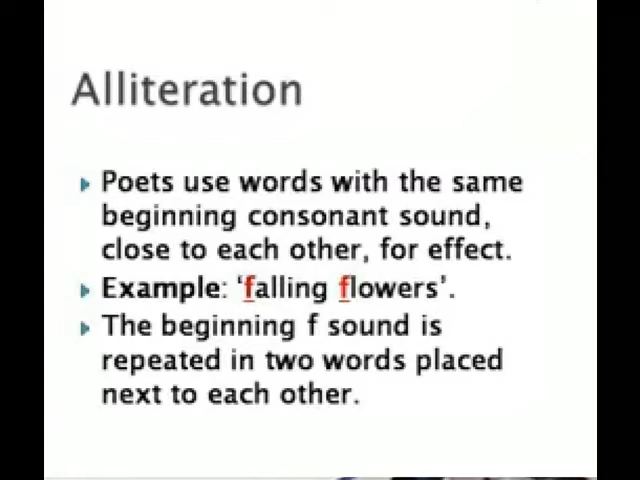 Alliteration
Poets use words with the same
beginning consonant sound,
close to each other, for effect.
Example: ‘falling flowers’.
The beginning f sound is
repeated in two words placed
next to each other.